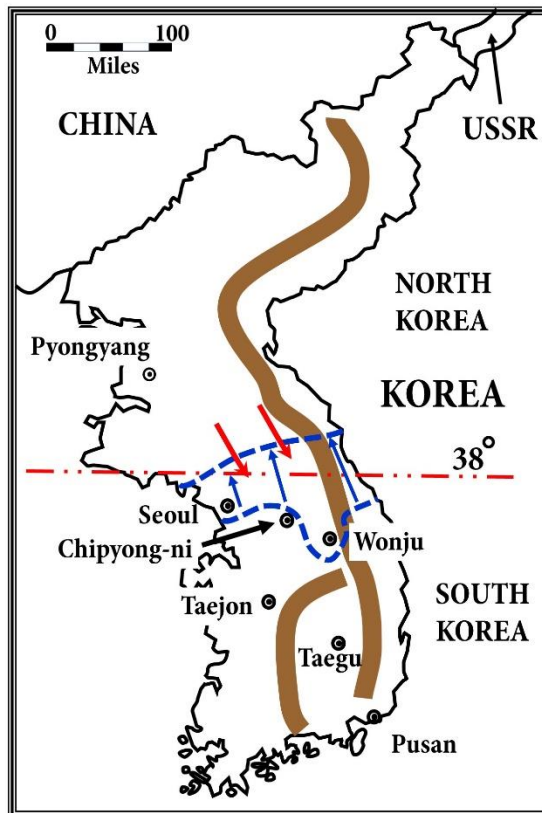 0 100
Miles
CHINA
USSR
NORTH
KOREA
Pyongyang
KOREA
38°
Seoul
Chipyong-ni
Wonju
Taejon
SOUTH
KOREA
Taegu
Pusan